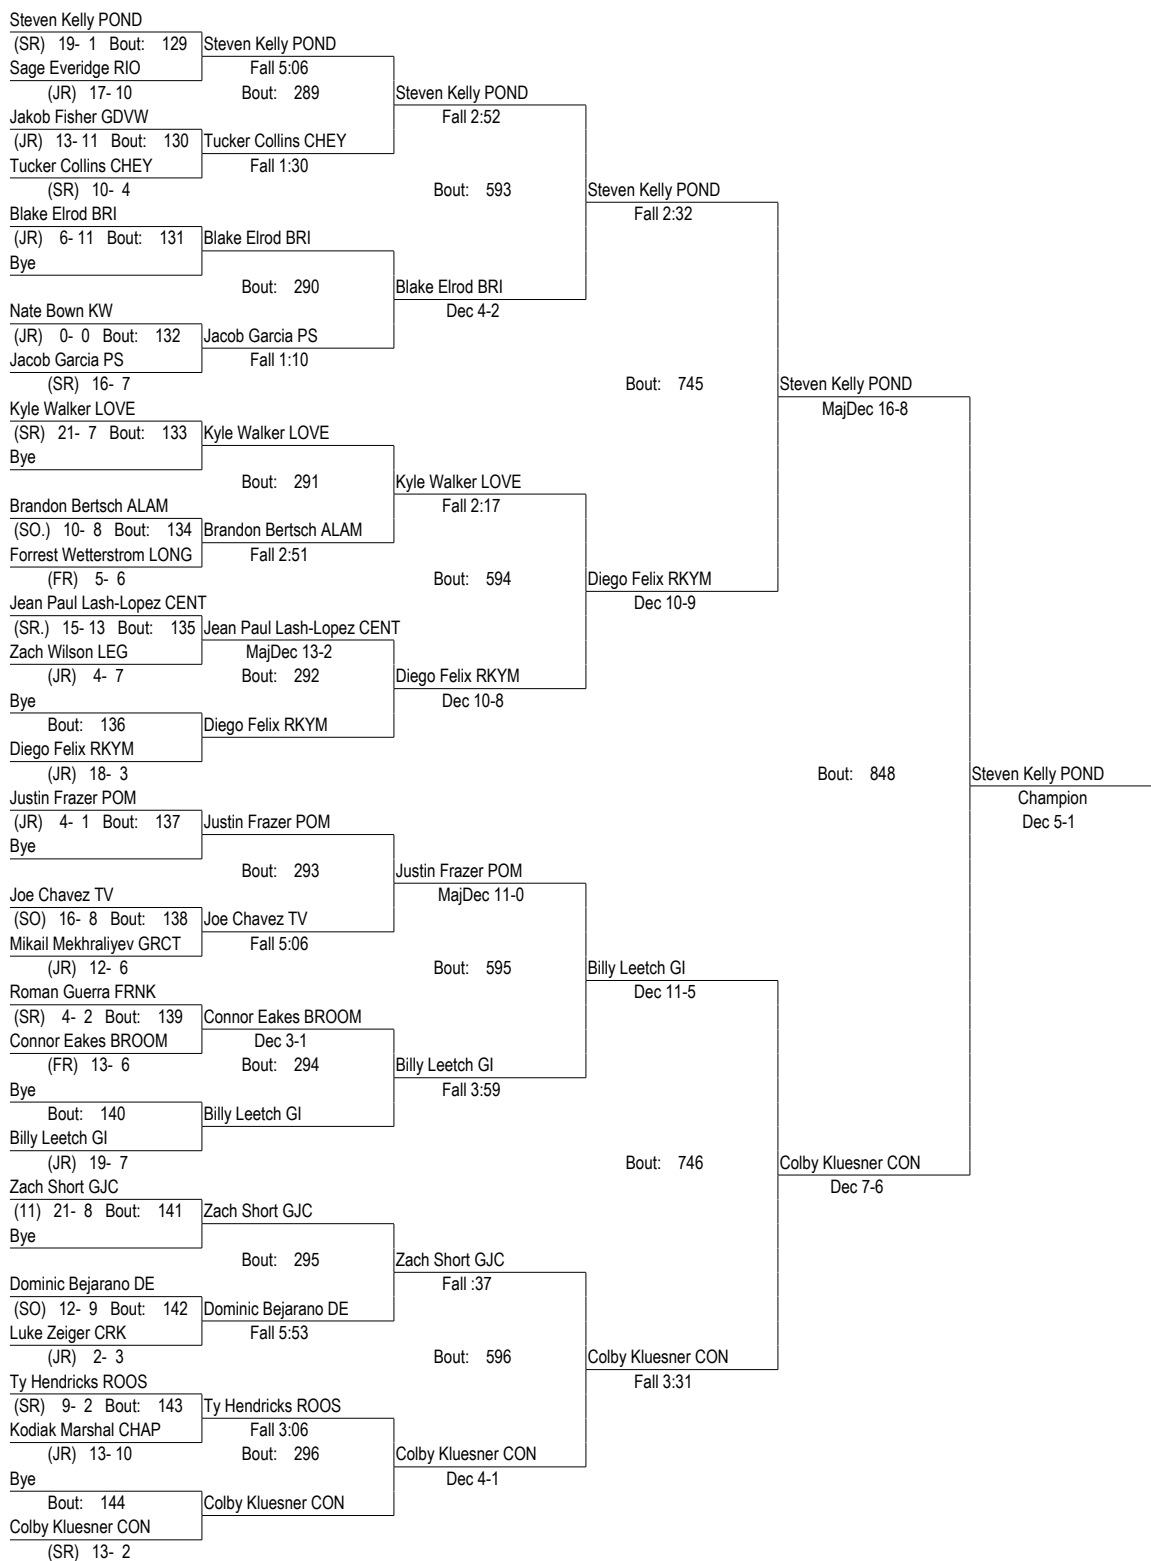 Steven Kelly POND
(SR) 19- 1 Bout: 129 Steven Kelly POND
Sage Everidge RIO Fall 5:06
(JR) 17- 10 Bout: 289 Steven Kelly POND
Jakob Fisher GDVW Fall 2:52
(JR) 13- 11 Bout: 130 Tucker Collins CHEY
Tucker Collins CHEY Fall 1:30
(SR) 10- 4 Bout: 593 Steven Kelly POND
Blake Elrod BRI Fall 2:32
(JR) 6- 11 Bout: 131 Blake Elrod BRI
Bye
Bout: 290 Blake Elrod BRI
Nate Bown KW Dec 4-2
(JR) 0- 0 Bout: 132 Jacob Garcia PS
Jacob Garcia PS Fall 1:10
(SR) 16- 7 Bout: 745 Steven Kelly POND
Kyle Walker LOVE MajDec 16-8
(SR) 21- 7 Bout: 133 Kyle Walker LOVE
Bye
Bout: 291 Kyle Walker LOVE
Brandon Bertsch ALAM Fall 2:17
(SO.) 10- 8 Bout: 134 Brandon Bertsch ALAM
Forrest Wetterstrom LONG Fall 2:51
(FR) 5- 6 Bout: 594 Diego Felix RKYM
Jean Paul Lash-Lopez CENT Dec 10-9
(SR.) 15- 13 Bout: 135 Jean Paul Lash-Lopez CENT
Zach Wilson LEG MajDec 13-2
(JR) 4- 7 Bout: 292 Diego Felix RKYM
Bye Dec 10-8
Bout: 136 Diego Felix RKYM
Diego Felix RKYM
(JR) 18- 3 Bout: 848 Steven Kelly POND
Justin Frazer POM Champion
(JR) 4- 1 Bout: 137 Justin Frazer POM Dec 5-1
Bye
Bout: 293 Justin Frazer POM
Joe Chavez TV MajDec 11-0
(SO) 16- 8 Bout: 138 Joe Chavez TV
Mikail Mekhraliyev GRCT Fall 5:06
(JR) 12- 6 Bout: 595 Billy Leetch GI
Roman Guerra FRNK Dec 11-5
(SR) 4- 2 Bout: 139 Connor Eakes BROOM
Connor Eakes BROOM Dec 3-1
(FR) 13- 6 Bout: 294 Billy Leetch GI
Bye Fall 3:59
Bout: 140 Billy Leetch GI
Billy Leetch GI
(JR) 19- 7 Bout: 746 Colby Kluesner CON
Zach Short GJC Dec 7-6
(11) 21- 8 Bout: 141 Zach Short GJC
Bye
Bout: 295 Zach Short GJC
Dominic Bejarano DE Fall :37
(SO) 12- 9 Bout: 142 Dominic Bejarano DE
Luke Zeiger CRK Fall 5:53
(JR) 2- 3 Bout: 596 Colby Kluesner CON
Ty Hendricks ROOS Fall 3:31
(SR) 9- 2 Bout: 143 Ty Hendricks ROOS
Kodiak Marshal CHAP Fall 3:06
(JR) 13- 10 Bout: 296 Colby Kluesner CON
Bye Dec 4-1
Bout: 144 Colby Kluesner CON
Colby Kluesner CON
(SR) 13- 2